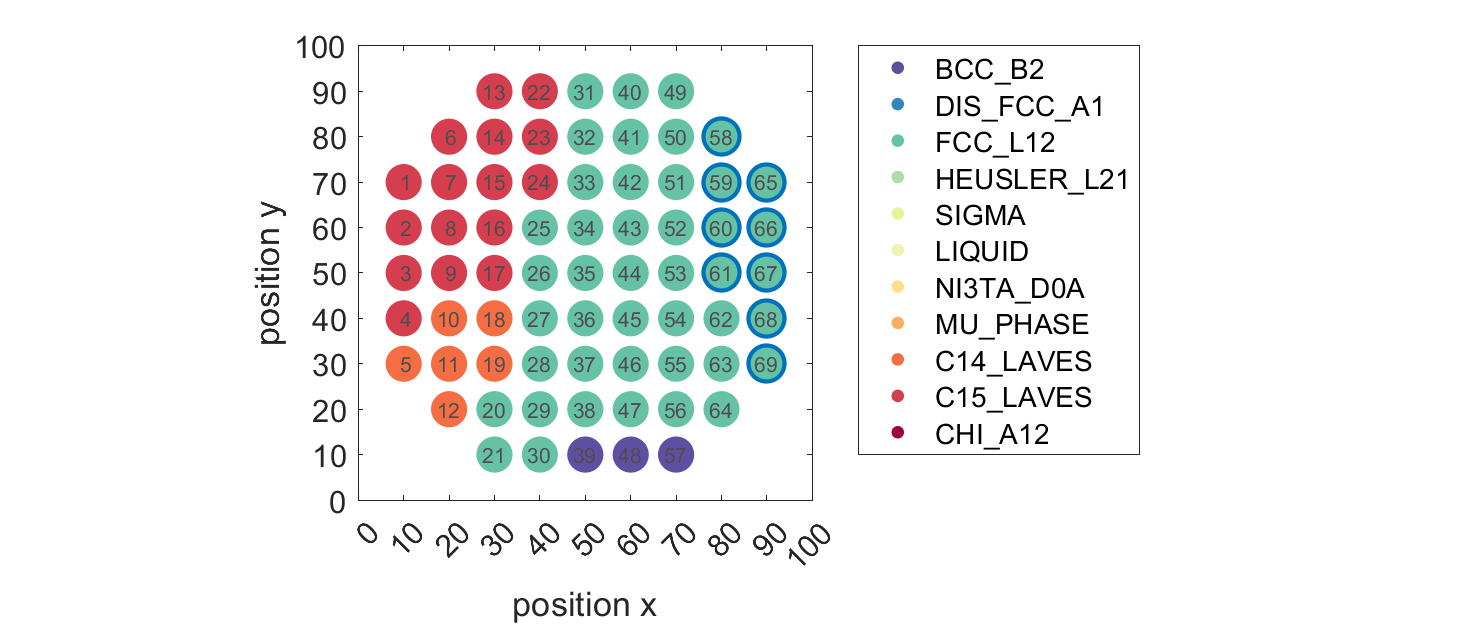 100
90
80
70
60
50
40
30
20
10
0
position y
13 22 31 40 49
6 14 23 32 41 50 58
1 7 15 24 33 42 51 59 65
2 8 16 25 34 43 52 60 66
3 9 17 26 35 44 53 61 67
4 10 18 27 36 45 54 62 68
5 11 19 28 37 46 55 63 69
12 20 29 38 47 56 64
21 30 39 48 57
0 10 20 30 40 50 60 70 80 90 100
position x
BCC_B2
DIS_FCC_A1
FCC_L12
HEUSLER_L21
SIGMA
LIQUID
NI3TA_D0A
MU_PHASE
C14_LAVES
C15_LAVES
CHI_A12